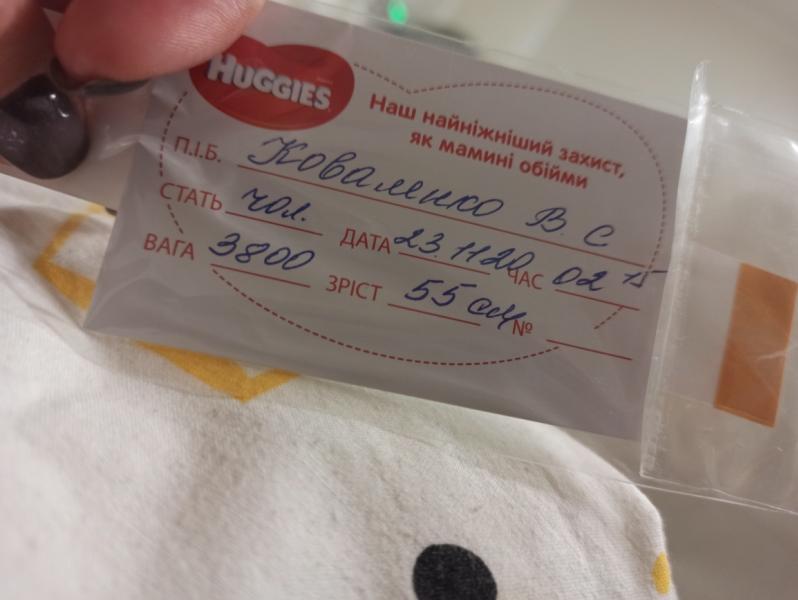 HUGGIES
Наш найніжніший захист,
як мамині обійми
П.І.Б. Коваленко В. С
СТАТЬ чол. ДАТА 23.11.20 ЧАС 02 15
ВАГА 3800 ЗРІСТ 55 см №